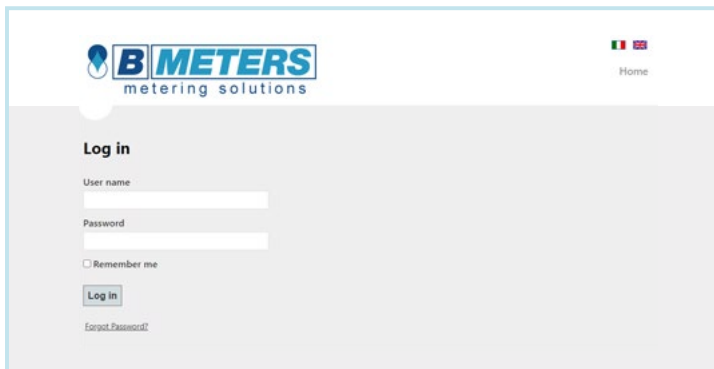 B METERS
metering solutions
Home
Log in
User name
Password
Remember me
Log in
Forgot Password?